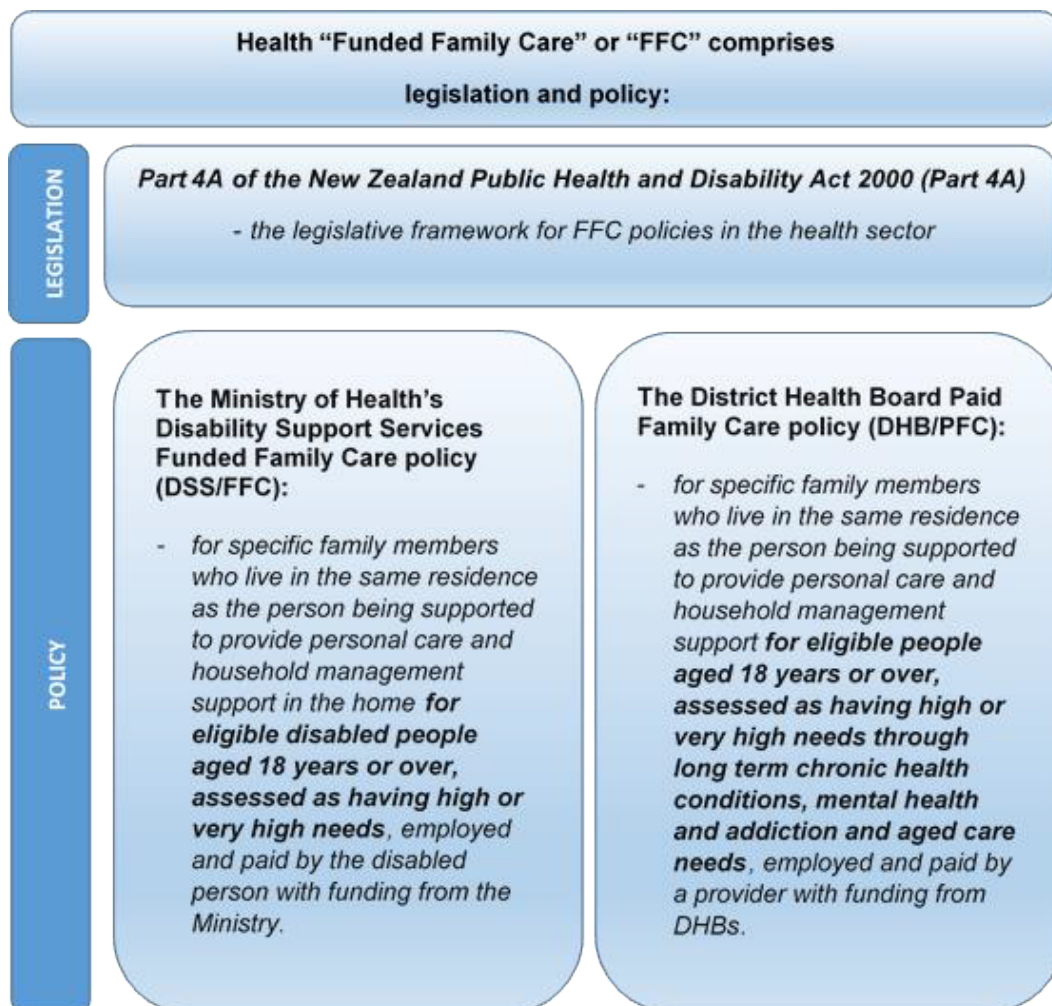 Health “Funded Family Care” or “FFC” comprises
legislation and policy:
LEGISLATION
Part 4A of the New Zealand Public Health and Disability Act 2000 (Part 4A)
- the legislative framework for FFC policies in the health sector
POLICY
The Ministry of Health’s
Disability Support Services
Funded Family Care policy
(DSS/FFC):
- for specific family members
who live in the same residence
as the person being supported
to provide personal care and
household management
support in the home for
eligible disabled people
aged 18 years or over,
assessed as having high or
very high needs, employed
and paid by the disabled
person with funding from the
Ministry.
The District Health Board Paid
Family Care policy (DHB/PFC):
- for specific family members
who live in the same residence
as the person being supported
to provide personal care and
household management
support for eligible people
aged 18 years or over,
assessed as having high or
very high needs through
long term chronic health
conditions, mental health
and addiction and aged care
needs, employed and paid by
a provider with funding from
DHBs.